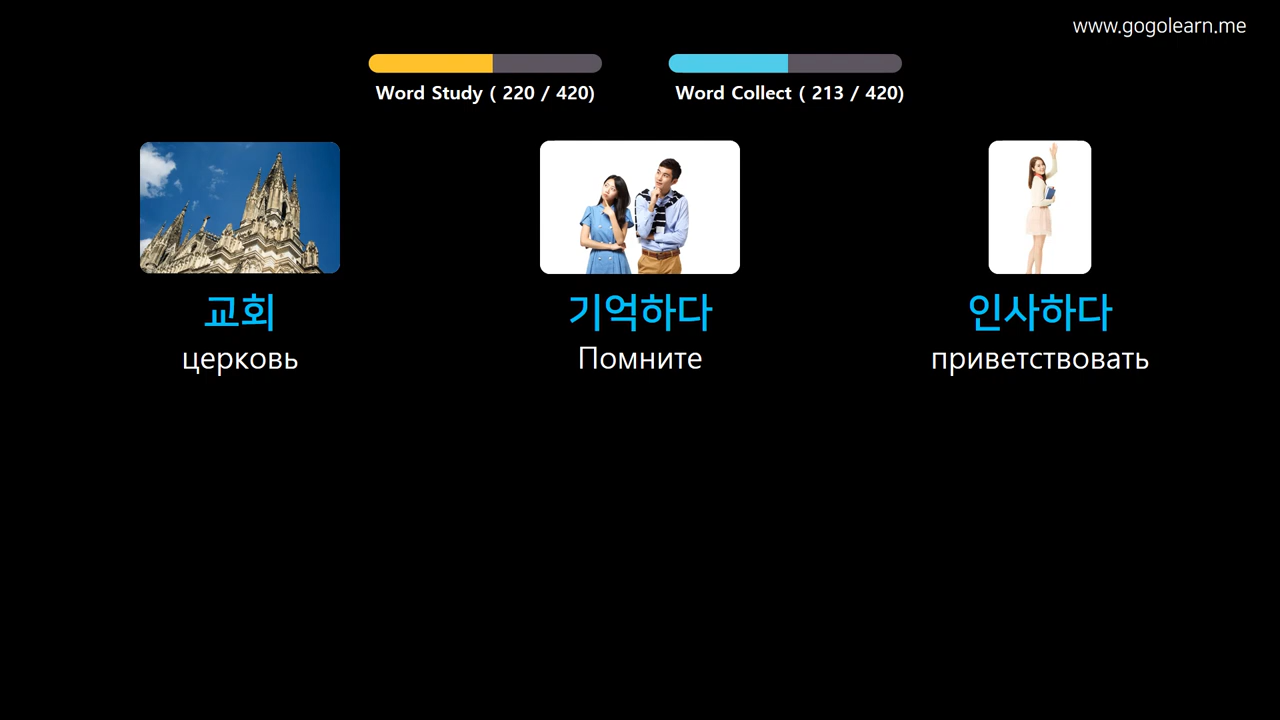 www.gogolearn.me
Word Study ( 220 / 420)
Word Collect ( 213 / 420)
교회
기억하다
인사하다
церковь
Помните
приветствовать